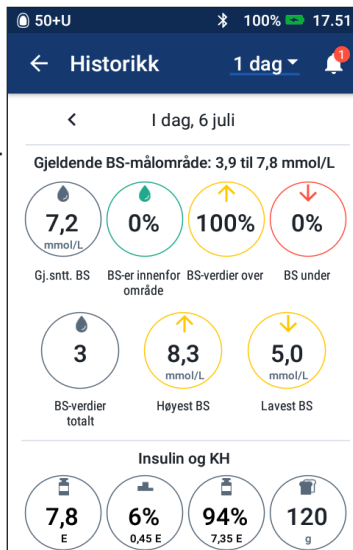 50+U 100% 17.51
Historikk 1 dag 1
I dag, 6 juli
Gjeldende BS-målområde: 3,9 til 7,8 mmol/L
7,2 0% 100% 0%
mmol/L
Gj.sntt. BS BS-er innenfor BS-verdier over BS under
område
3 8,3 5,0
mmol/L mmol/L
BS-verdier Høyest BS Lavest BS
totalt
Insulin og KH
7,8 6% 94% 120
E 0,45 E 7,35 E g